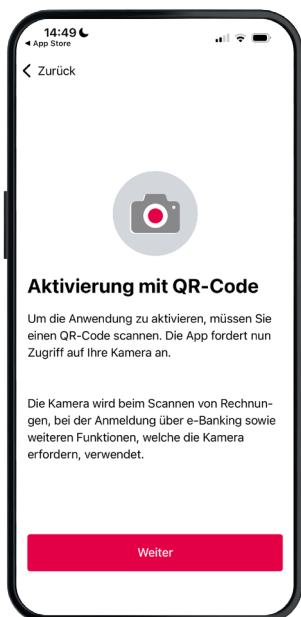 14:49
◀ App Store
Zurück
Aktivierung mit QR-Code
Um die Anwendung zu aktivieren, müssen Sie
einen QR-Code scannen. Die App fordert nun
Zugriff auf Ihre Kamera an.
Die Kamera wird beim Scannen von Rechnun-
gen, bei der Anmeldung über e-Banking sowie
weiteren Funktionen, welche die Kamera
erfordern, verwendet.
Weiter